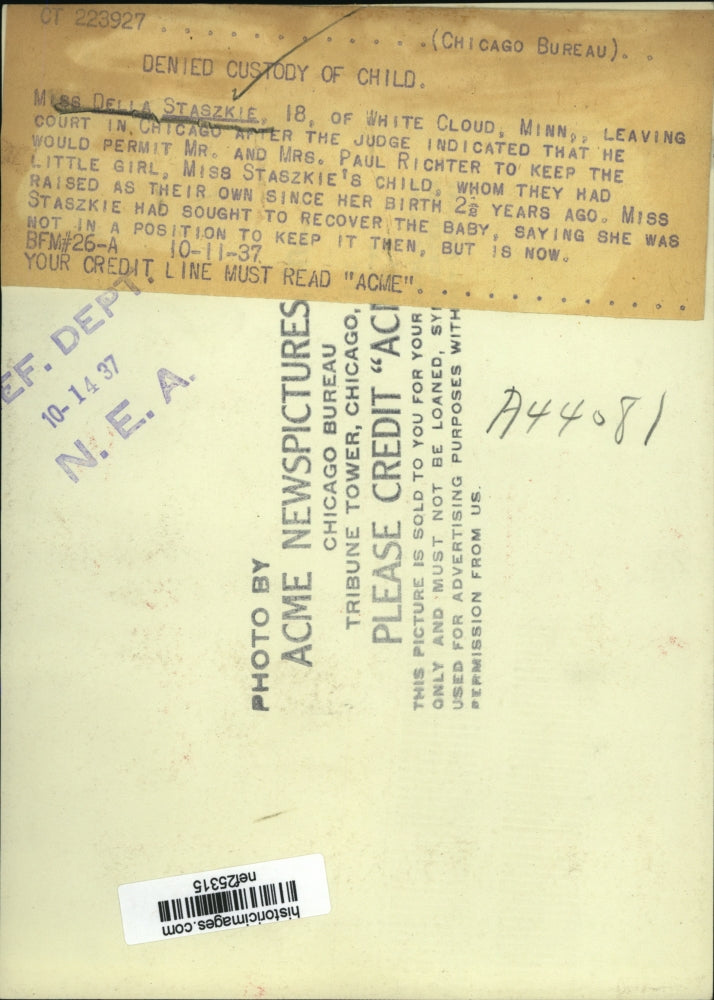 CT 223927 . . . . . . . . . . . . . (CHICAGO BUREAU). . .
DENIED CUSTODY OF CHILD.
MISS DELLA STASZKIE, 18, OF WHITE CLOUD, MINN,, LEAVING
COURT IN CHICAGO AFTER THE JUDGE INDICATED THAT HE
WOULD PERMIT MR. AND MRS. PAUL RICHTER TO KEEP THE
LITTLE GIRL, MISS STASZKIE'S CHILD, WHOM THEY HAD
RAISED AS THEIR OWN SINCE HER BIRTH 2½ YEARS AGO. MISS
STASZKIE HAD SOUGHT TO RECOVER THE BABY, SAYING SHE WAS
NOT IN A POSITION TO KEEP IT THEN, BUT IS NOW.
BFM#26-A 10-11-37
YOUR CREDIT LINE MUST READ "ACME". . . . . . . . . . . .
EF. DEPT.
10-14 37
N. E. A.
A44081
PHOTO BY
ACME NEWSPICTURES
CHICAGO BUREAU
TRIBUNE TOWER, CHICAGO,
PLEASE CREDIT "AC
THIS PICTURE IS SOLD TO YOU FOR YOUR
ONLY AND MUST NOT BE LOANED, SY
USED FOR ADVERTISING PURPOSES WITH
PERMISSION FROM US.
historicimages.com
nef25315